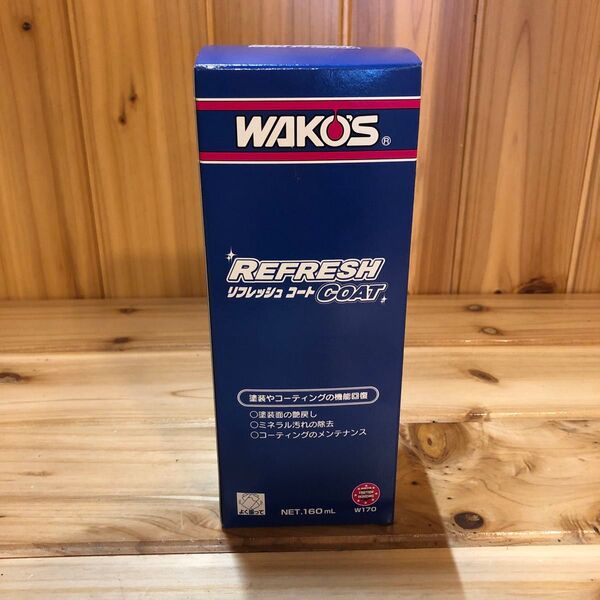 WAKO'S®
REFRESH
リフレッシュ コート COAT
塗装やコーティングの機能回復
○塗装面の艶戻し
○ミネラル汚れの除去
○コーティングのメンテナンス
よく振って
NET.160mL
W170